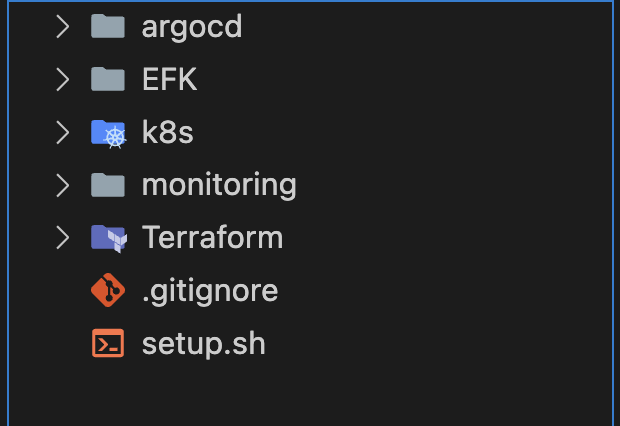 argocd
EFK
k8s
monitoring
Terraform
.gitignore
setup.sh